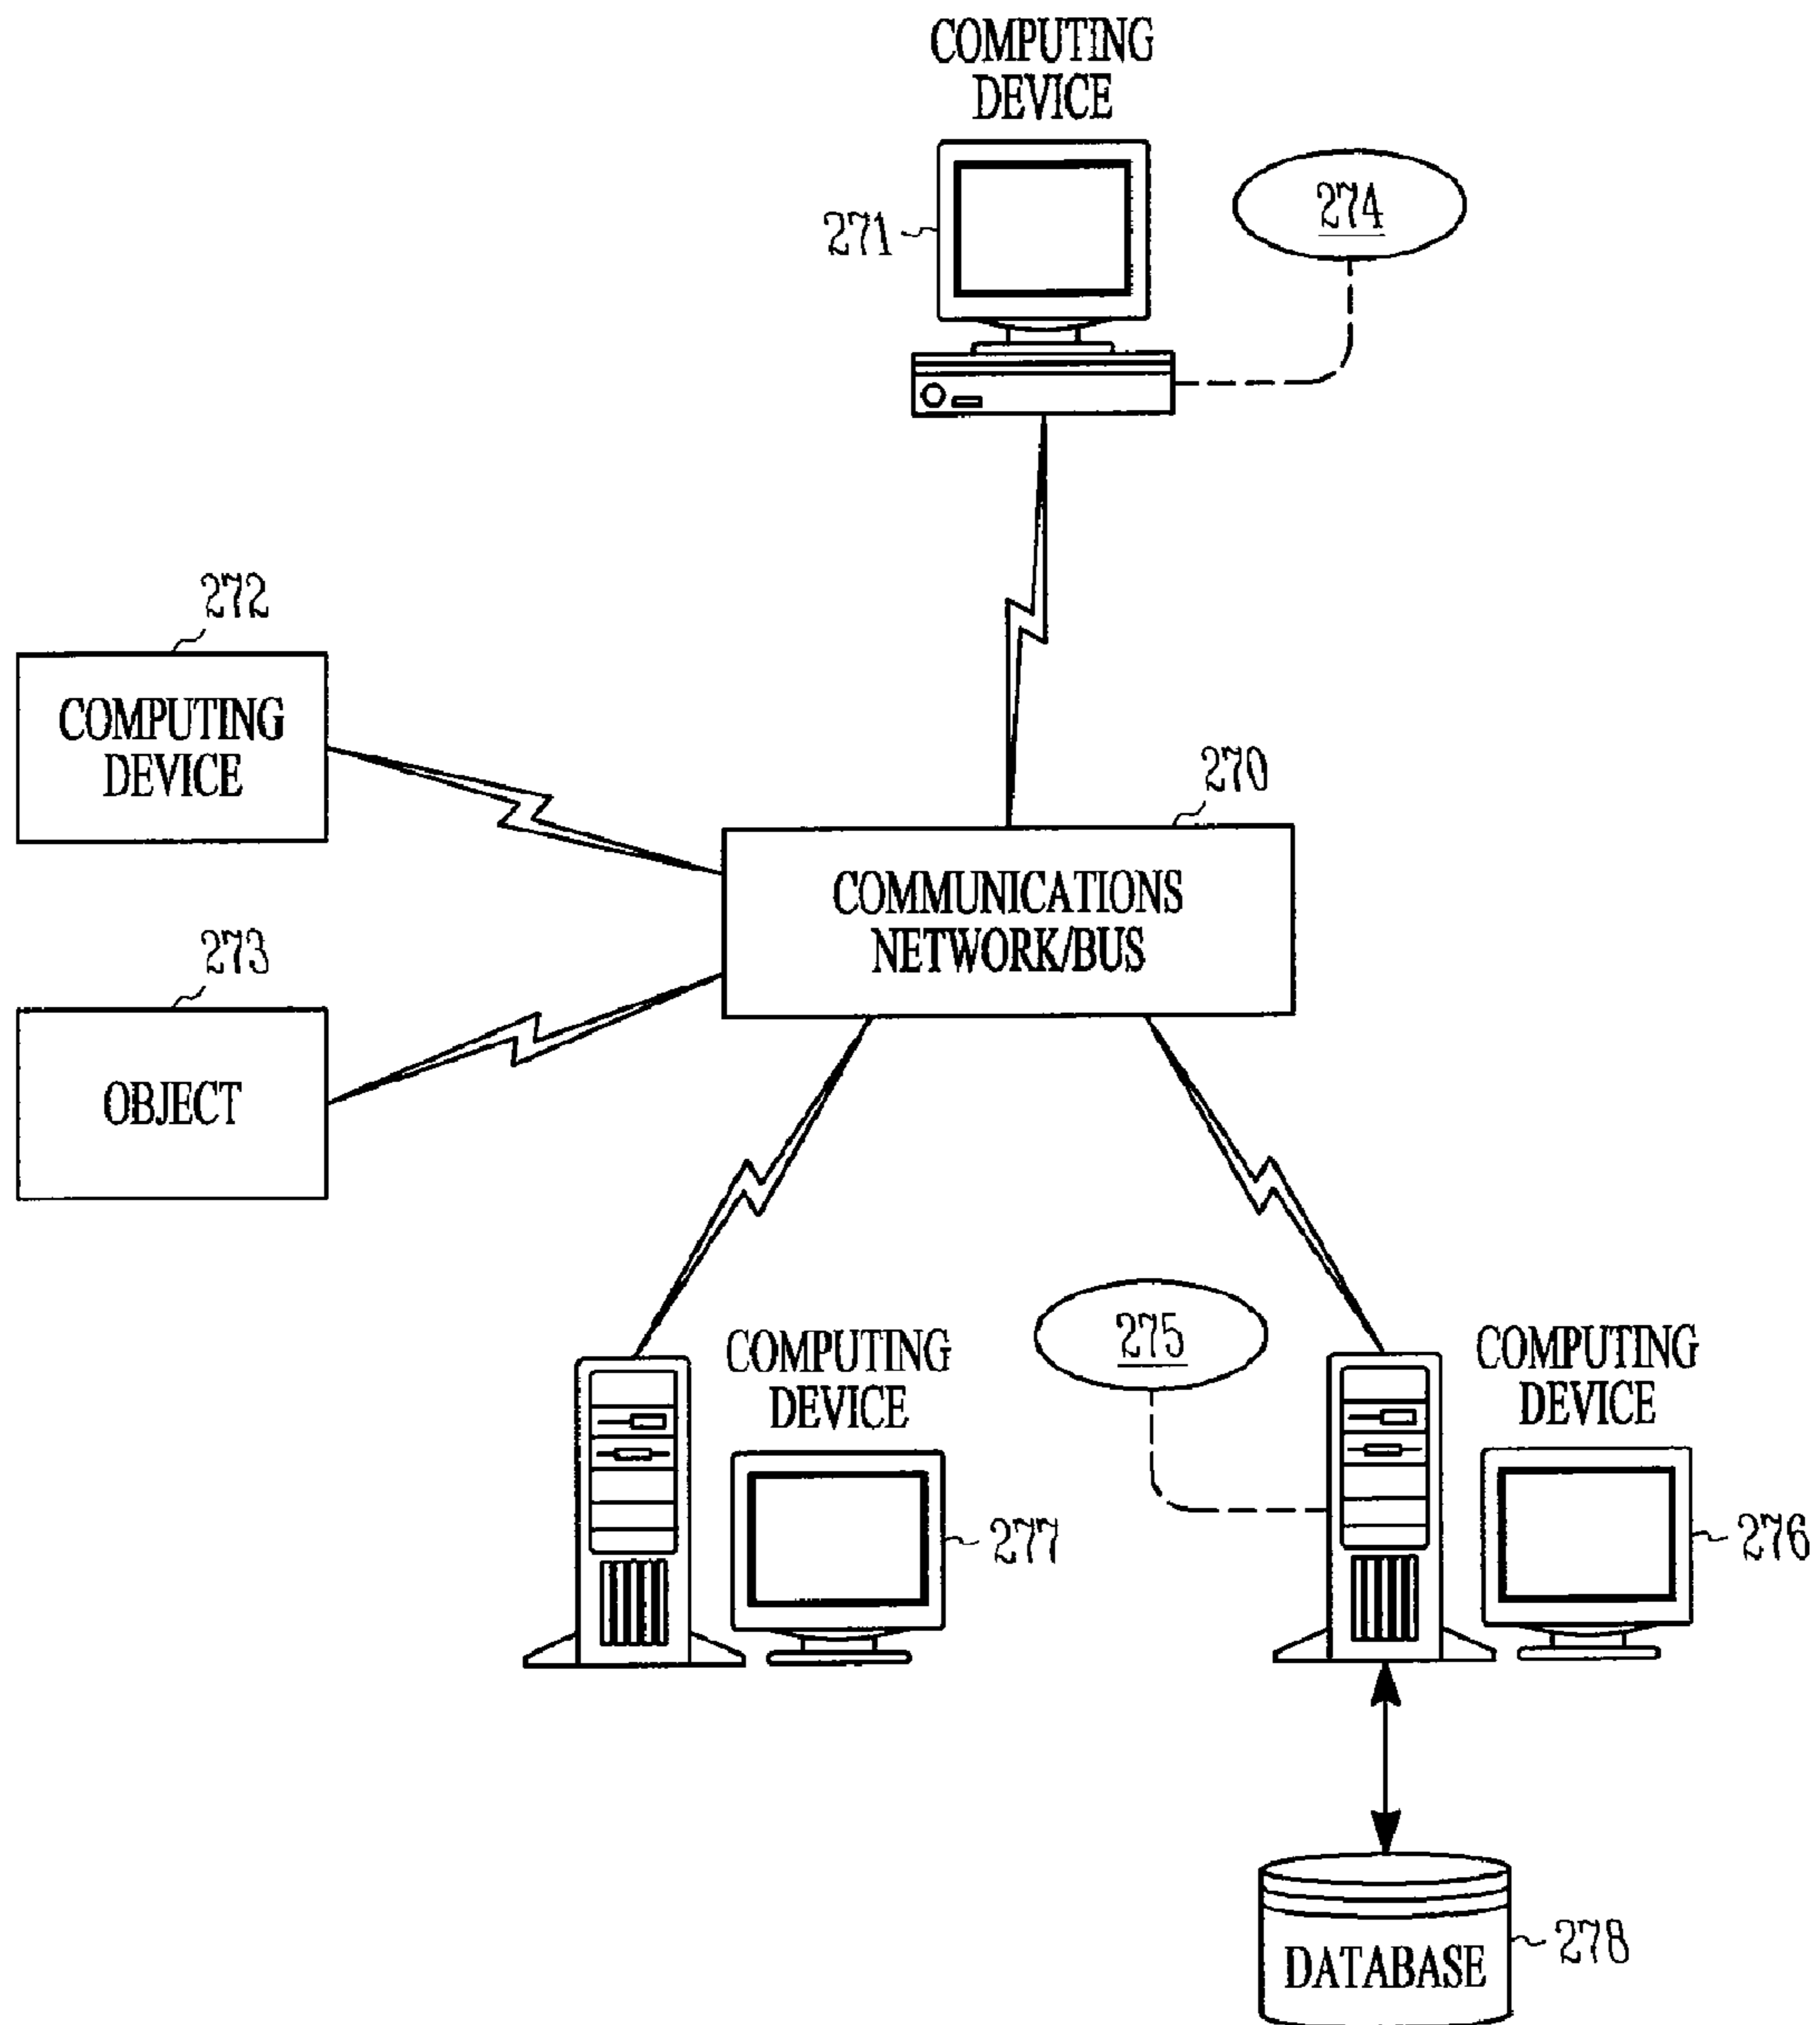 COMPUTING
DEVICE
271
274
272
COMPUTING
DEVICE
270
COMMUNICATIONS
NETWORK/BUS
273
OBJECT
275
COMPUTING
DEVICE
COMPUTING
DEVICE
277
276
DATABASE
278